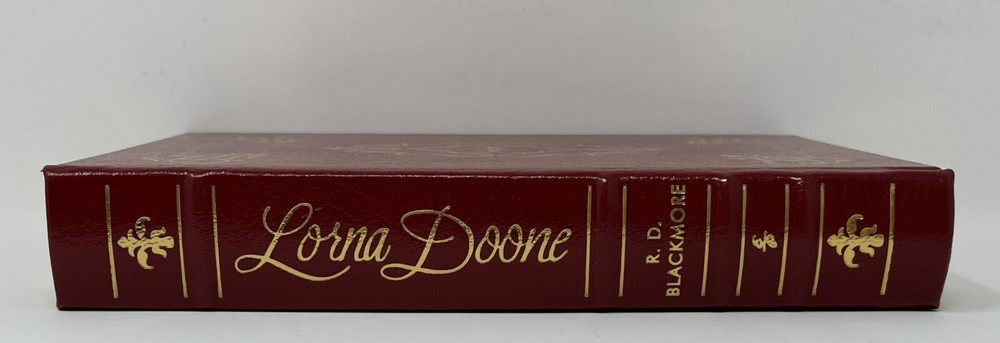 Lorna Doone
R. D.
BLACKMORE